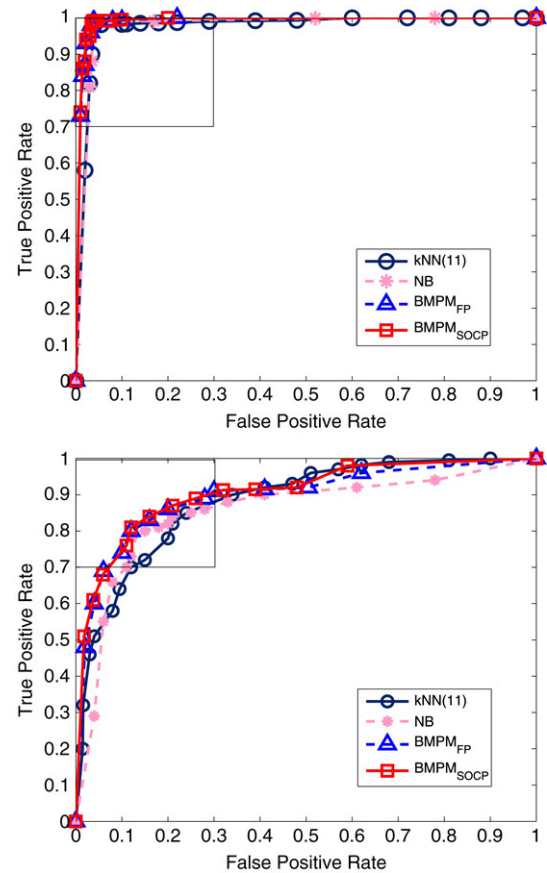 1
0.9
0.8
0.7
0.6
0.5
0.4
0.3
0.2
0.1
0
True Positive Rate
kNN(11)
NB
BMPM_FP
BMPM_SOCP
0 0.1 0.2 0.3 0.4 0.5 0.6 0.7 0.8 0.9 1
False Positive Rate
1
0.9
0.8
0.7
0.6
0.5
0.4
0.3
0.2
0.1
0
True Positive Rate
kNN(11)
NB
BMPM_FP
BMPM_SOCP
0 0.1 0.2 0.3 0.4 0.5 0.6 0.7 0.8 0.9 1
False Positive Rate